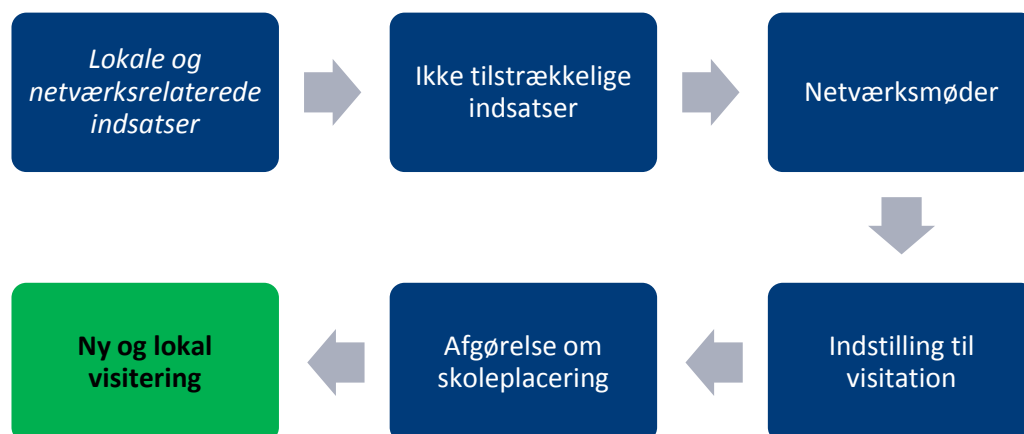 Lokale og
netværksrelaterede
indsatser
Ikke tilstrækkelige
indsatser
Netværksmøder
Indstilling til
visitation
Afgørelse om
skoleplacering
Ny og lokal
visitering